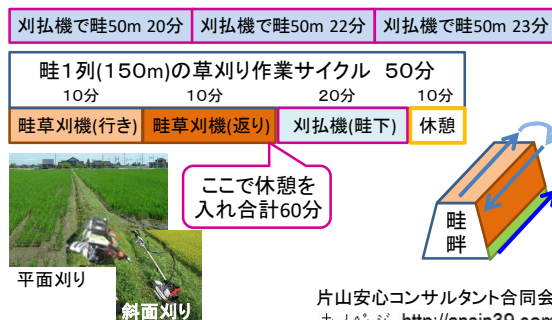 刈払機で畦50m 20分
刈払機で畦50m 22分
刈払機で畦50m 23分
畦1列(150m)の草刈り作業サイクル 50分
10分
10分
20分
10分
畦草刈機(行き)
畦草刈機(返り)
刈払機(畦下)
休憩
ここで休憩を
入れ合計60分
畦
畔
平面刈り
斜面刈り
片山安心コンサルタント合同会